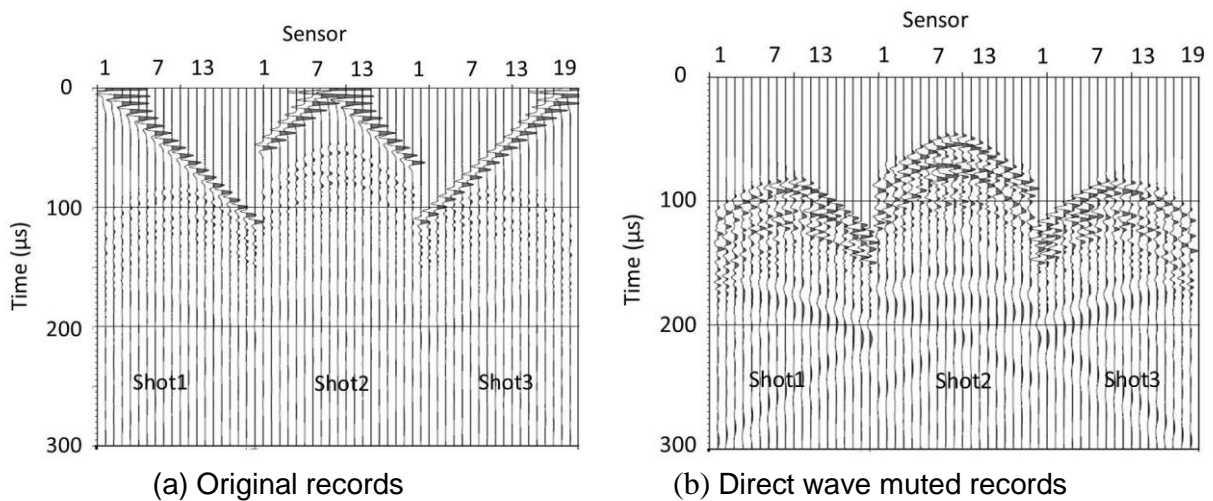 Sensor
1 7 13 1 7 13 1 7 13 19
0
100
200
300
Time (µs)
Shot1 Shot2 Shot3
(a) Original records
Sensor
1 7 13 1 7 13 1 7 13 19
0
100
200
300
Time (µs)
Shot1 Shot2 Shot3
(b) Direct wave muted records